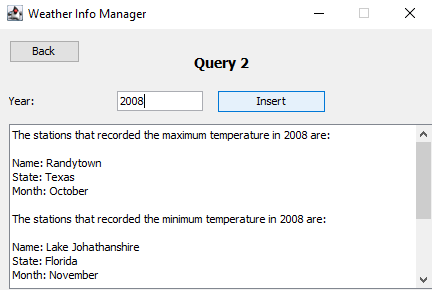 Weather Info Manager
Back
Query 2
Year:
2008
Insert
The stations that recorded the maximum temperature in 2008 are:
Name: Randytown
State: Texas
Month: October
The stations that recorded the minimum temperature in 2008 are:
Name: Lake Johathanshire
State: Florida
Month: November